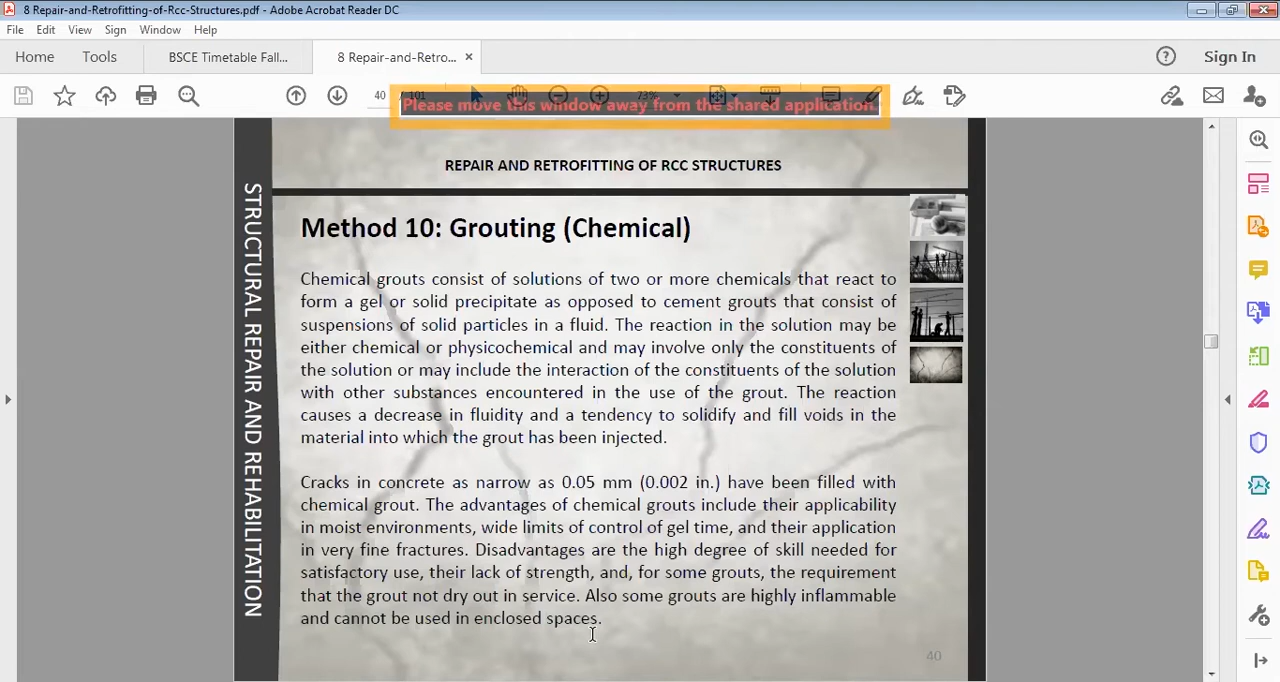 8 Repair-and-Retrofitting-of-Rcc-Structures.pdf - Adobe Acrobat Reader DC
File Edit View Sign Window Help
Home Tools BSCE Timetable Fall... 8 Repair-and-Retro... × Sign In
40 / 101 73%
Please move this window away from the shared application.
REPAIR AND RETROFITTING OF RCC STRUCTURES
STRUCTURAL REPAIR AND REHABILITATION
Method 10: Grouting (Chemical)
Chemical grouts consist of solutions of two or more chemicals that react to
form a gel or solid precipitate as opposed to cement grouts that consist of
suspensions of solid particles in a fluid. The reaction in the solution may be
either chemical or physicochemical and may involve only the constituents of
the solution or may include the interaction of the constituents of the solution
with other substances encountered in the use of the grout. The reaction
causes a decrease in fluidity and a tendency to solidify and fill voids in the
material into which the grout has been injected.
Cracks in concrete as narrow as 0.05 mm (0.002 in.) have been filled with
chemical grout. The advantages of chemical grouts include their applicability
in moist environments, wide limits of control of gel time, and their application
in very fine fractures. Disadvantages are the high degree of skill needed for
satisfactory use, their lack of strength, and, for some grouts, the requirement
that the grout not dry out in service. Also some grouts are highly inflammable
and cannot be used in enclosed spaces.
40